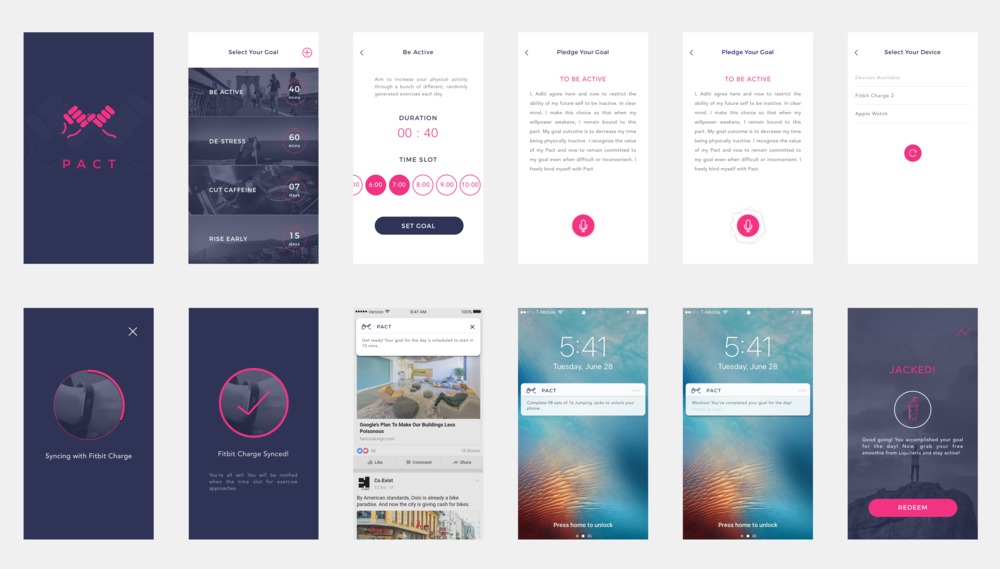 PACT
Select Your Goal
BE ACTIVE
40
mins
DE-STRESS
60
mins
CUT CAFFEINE
07
days
RISE EARLY
15
days
Be Active
Aim to increase your physical activity
through a bunch of different, randomly
generated exercises each day.
DURATION
00 : 40
TIME SLOT
00 6:00 7:00 8:00 9:00 10:00
SET GOAL
Pledge Your Goal
TO BE ACTIVE
I, Aditi agree here and now to restrict the
ability of my future self to be inactive. In clear
mind, I make this choice so that when my
willpower weakens, I remain bound to this
past. My goal outcome is to decrease my time
being physically inactive. I recognize the value
of my Pact and vow to remain committed to
my goal even when difficult or inconvenient. I
freely bind myself with Pact.
Pledge Your Goal
TO BE ACTIVE
I, Aditi agree here and now to restrict the
ability of my future self to be inactive. In clear
mind, I make this choice so that when my
willpower weakens, I remain bound to this
past. My goal outcome is to decrease my time
being physically inactive. I recognize the value
of my Pact and vow to remain committed to
my goal even when difficult or inconvenient. I
freely bind myself with Pact.
Select Your Device
Devices Available
Fitbit Charge 2
Apple Watch
Syncing with Fitbit Charge
Fitbit Charge Synced!
You're all set! You will be notified
when the time slot for exercise
approaches.
Verizon 9:41 AM 100%
PACT
Get ready! Your goal for the day is scheduled to start in
10 mins.
Google's Plan To Make Our Buildings Less
Poisonous
fastcodesign.com
Like Comment Share
Co.Exist
By American standards, Oslo is already a bike
paradise. And now the city is giving cash for bikes.
T-Mobile
5:41
Tuesday, June 28
PACT
Complete 28 sets of 16 Jumping Jacks to unlock your
phone.
Press home to unlock
T-Mobile
5:41
Tuesday, June 28
PACT
Woohoo! You've completed your goal for the day!
Press home to unlock
JACKED!
Good going! You accomplished your goal
for the day! Now grab your free
smoothie from Liquiteria and stay active!
REDEEM